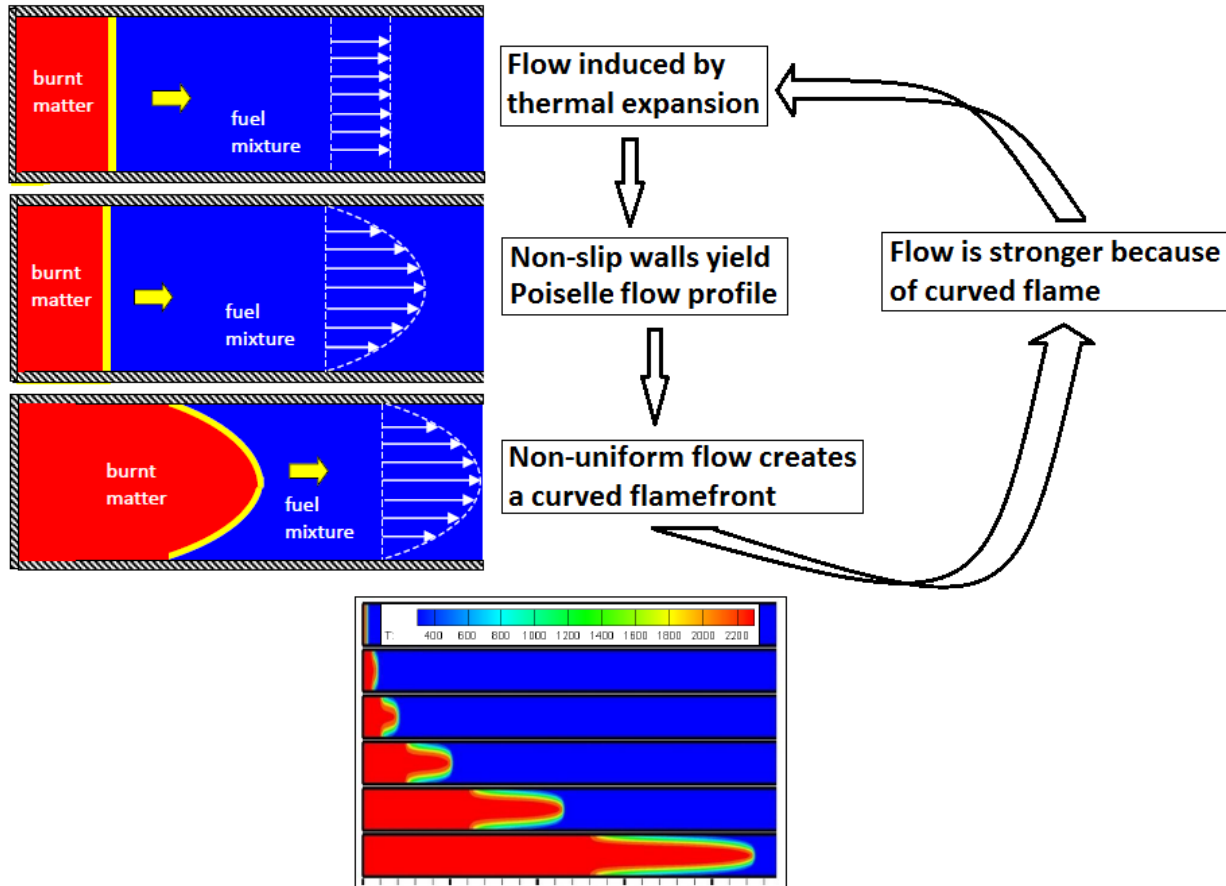 burnt
matter
fuel
mixture
Flow induced by
thermal expansion
burnt
matter
fuel
mixture
Non-slip walls yield
Poiselle flow profile
Flow is stronger because
of curved flame
burnt
matter
fuel
mixture
Non-uniform flow creates
a curved flamefront
T: 400 600 800 1000 1200 1400 1600 1800 2000 2200